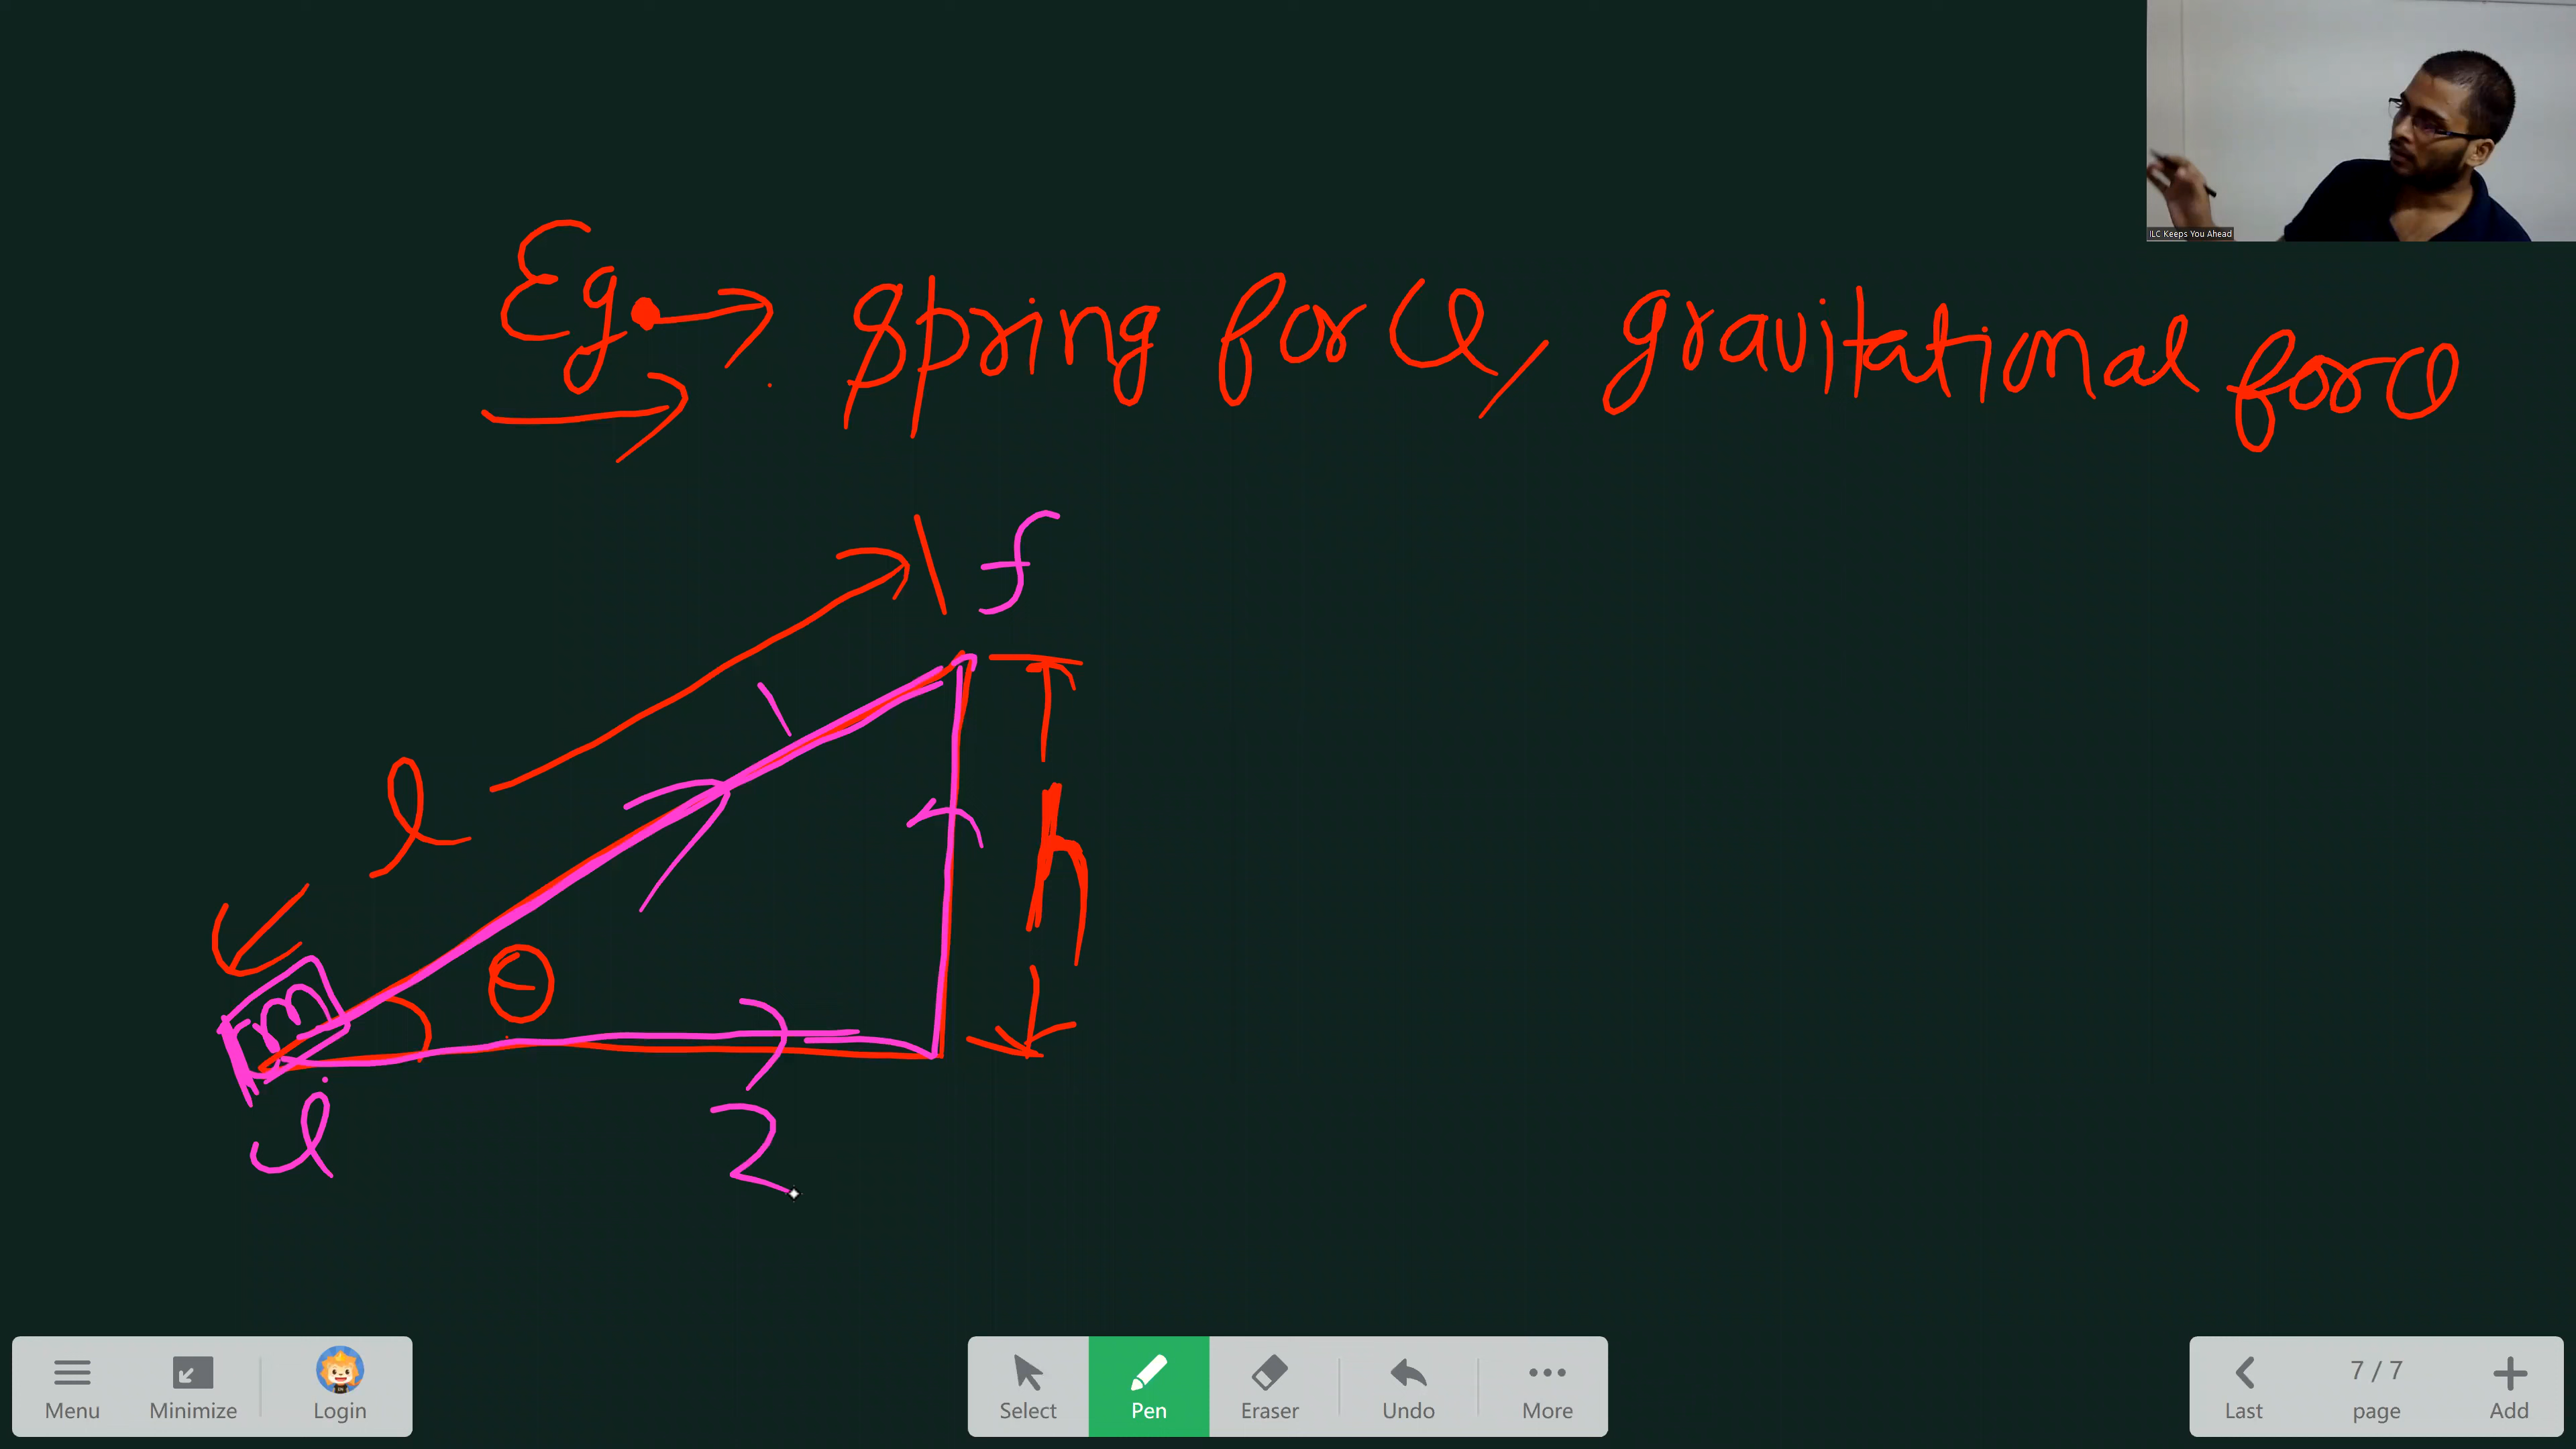 ILC Keeps You Ahead
Eg. → spring force, gravitational force
f
1
l
h
θ
m
i
2
Menu Minimize Login
Select Pen Eraser Undo More
Last 7 / 7 page Add